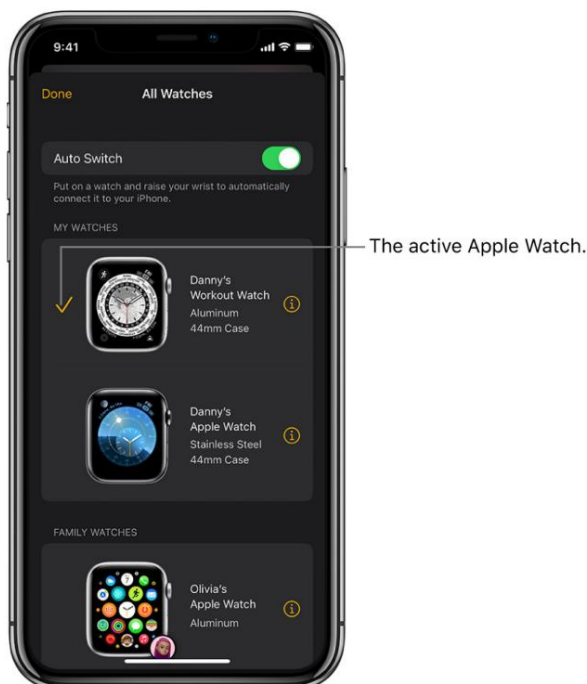 9:41
Done
All Watches
Auto Switch
Put on a watch and raise your wrist to automatically
connect it to your iPhone.
MY WATCHES
The active Apple Watch.
Danny's
Workout Watch
Aluminum
44mm Case
Danny's
Apple Watch
Stainless Steel
44mm Case
FAMILY WATCHES
Olivia's
Apple Watch
Aluminum